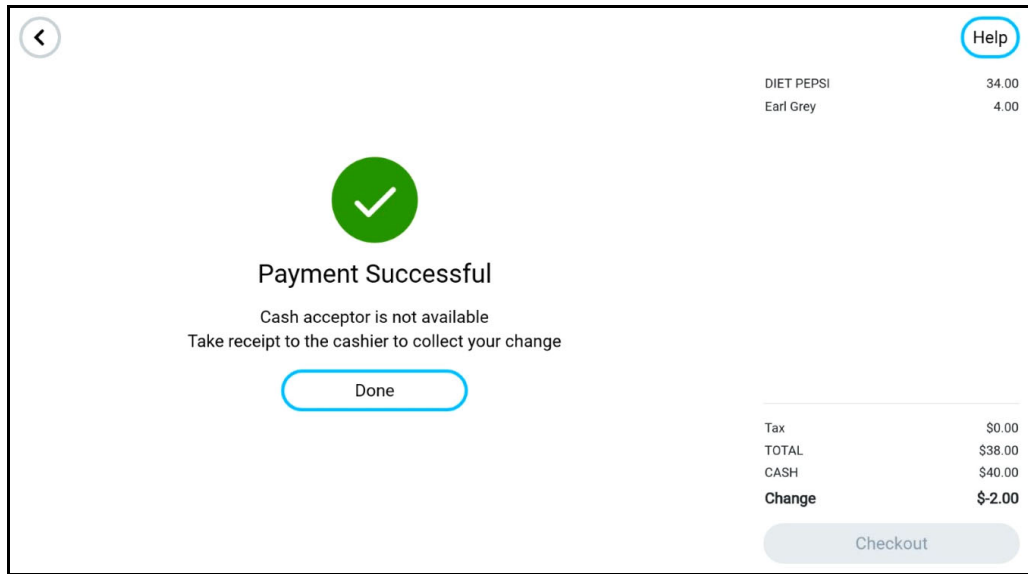 Help
DIET PEPSI 34.00
Earl Grey 4.00
Payment Successful
Cash acceptor is not available
Take receipt to the cashier to collect your change
Done
Tax $0.00
TOTAL $38.00
CASH $40.00
Change $-2.00
Checkout